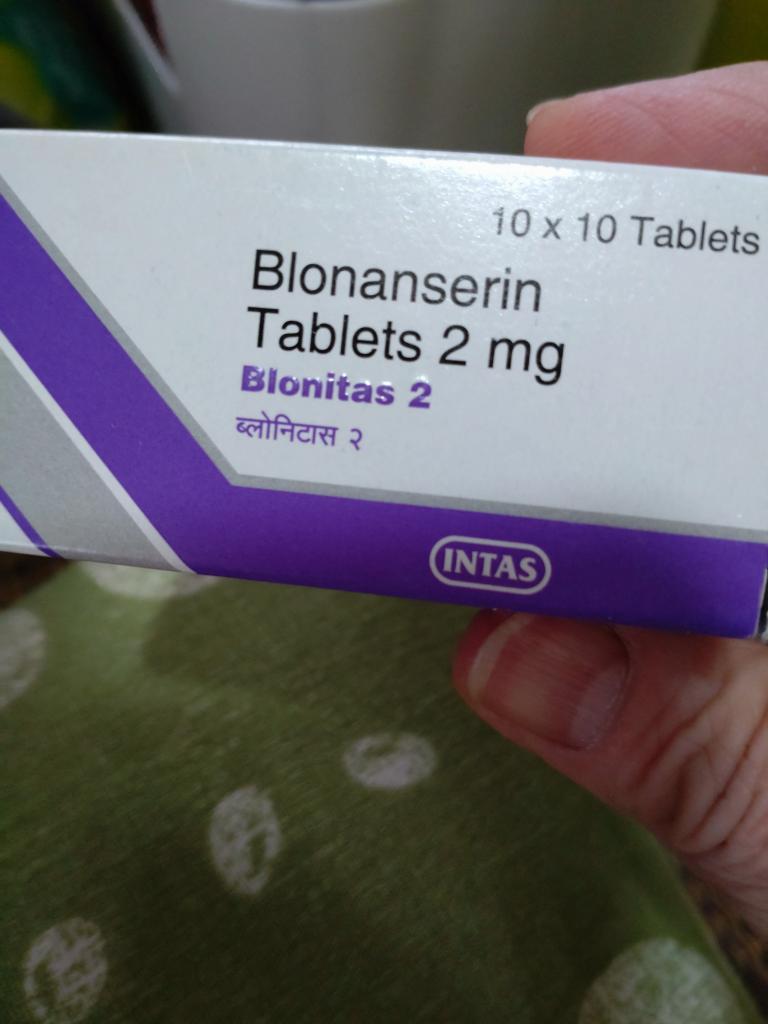 10 x 10 Tablets
Blonanserin
Tablets 2 mg
Blonitas 2
ब्लोनिटास २
INTAS